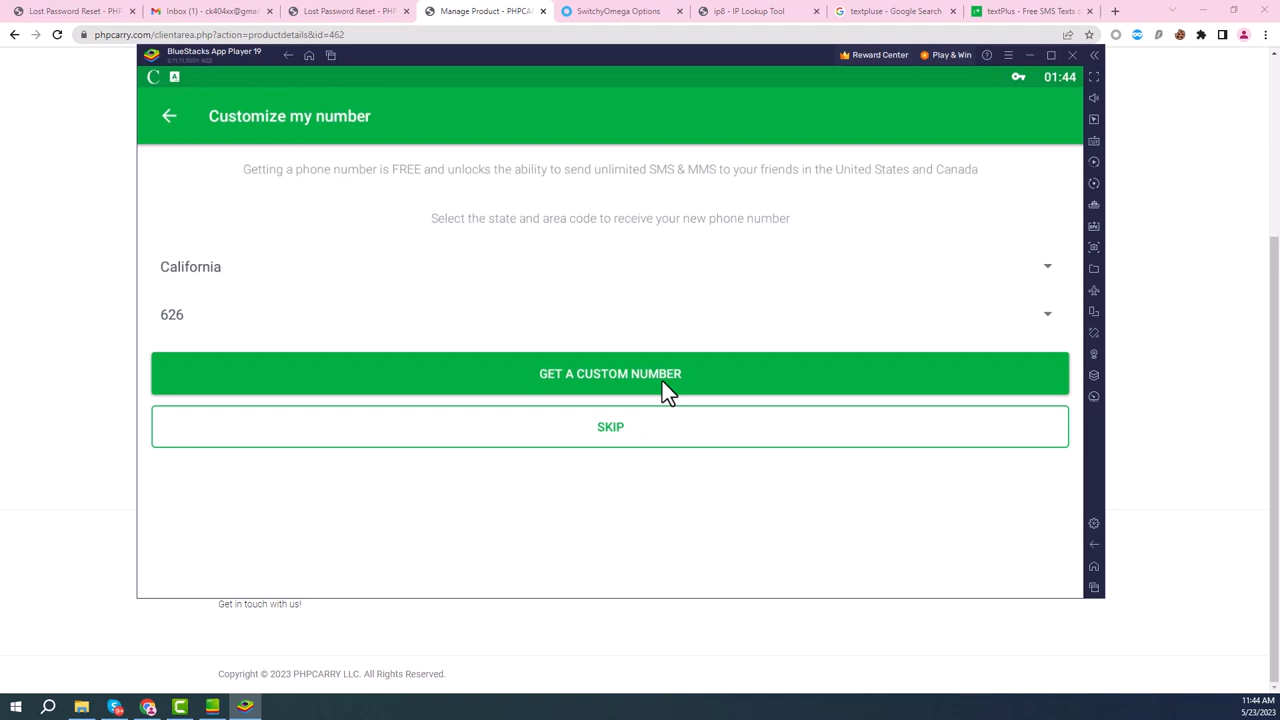 Lost Password Reset - PHPC
Inbox (1) - ck404xx@gmail
Lost Password Reset - PHPC
Manage Product - PHPCA
SwitchyOmega Options
ip8 - IP Lookup Tool
textpluse - Google Search
textPlus - Free SMS Texts &
phpcarry.com/clientarea.php?action=productdetails&id=462
BlueStacks App Player 19
Reward Center
Play & Win
01:44
Customize my number
Getting a phone number is FREE and unlocks the ability to send unlimited SMS & MMS to your friends in the United States and Canada
Select the state and area code to receive your new phone number
California
626
GET A CUSTOM NUMBER
SKIP
Get in touch with us!
Copyright © 2023 PHPCARRY LLC. All Rights Reserved.
11:44 AM
5/23/2023